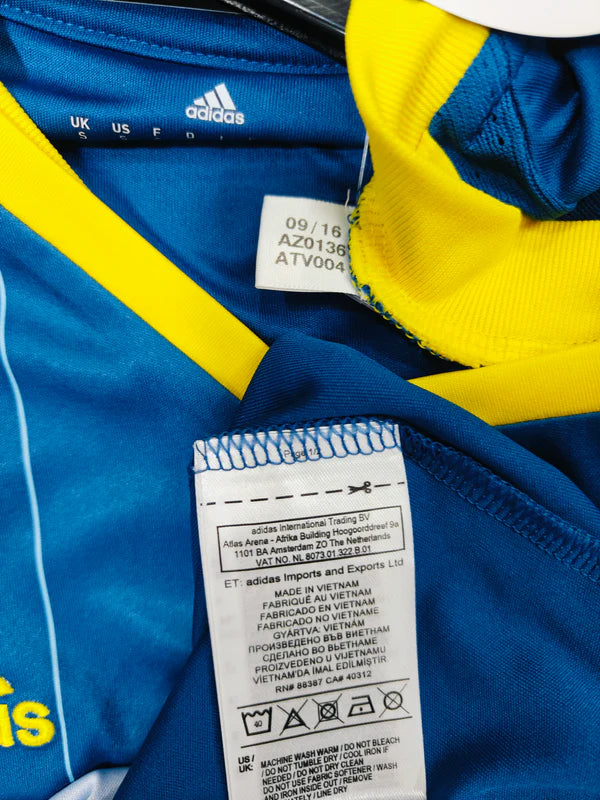 adidas
UK US F D
S S
09/16
AZ0136
ATV004
Page 1/2
adidas International Trading BV
Atlas Arena - Afrika Building Hoogoorddreef 9a
1101 BA Amsterdam ZO The Netherlands
VAT NO. NL 8073.01.322.B.01
ET: adidas Imports and Exports Ltd
MADE IN VIETNAM
FABRIQUÉ AU VIETNAM
FABRICADO EN VIETNAM
FABRICADO NO VIETNAM
GYÁRTVA: VIETNÁM
ПРОИЗВЕДЕНО ВЪВ ВИЕТНАМ
СДЕЛАНО ВО ВЬЕТНАМЕ
PROIZVEDENO U VIJETNAMU
VİETNAM'DA İMAL EDİLMİŞTİR
RN# 88387 CA# 40312
40
US / MACHINE WASH WARM / DO NOT BLEACH
UK: / DO NOT TUMBLE DRY / COOL IRON IF
NEEDED / DO NOT DRY CLEAN
DO NOT USE FABRIC SOFTENER / WASH
AND IRON INSIDE OUT / REMOVE
LINE DRY